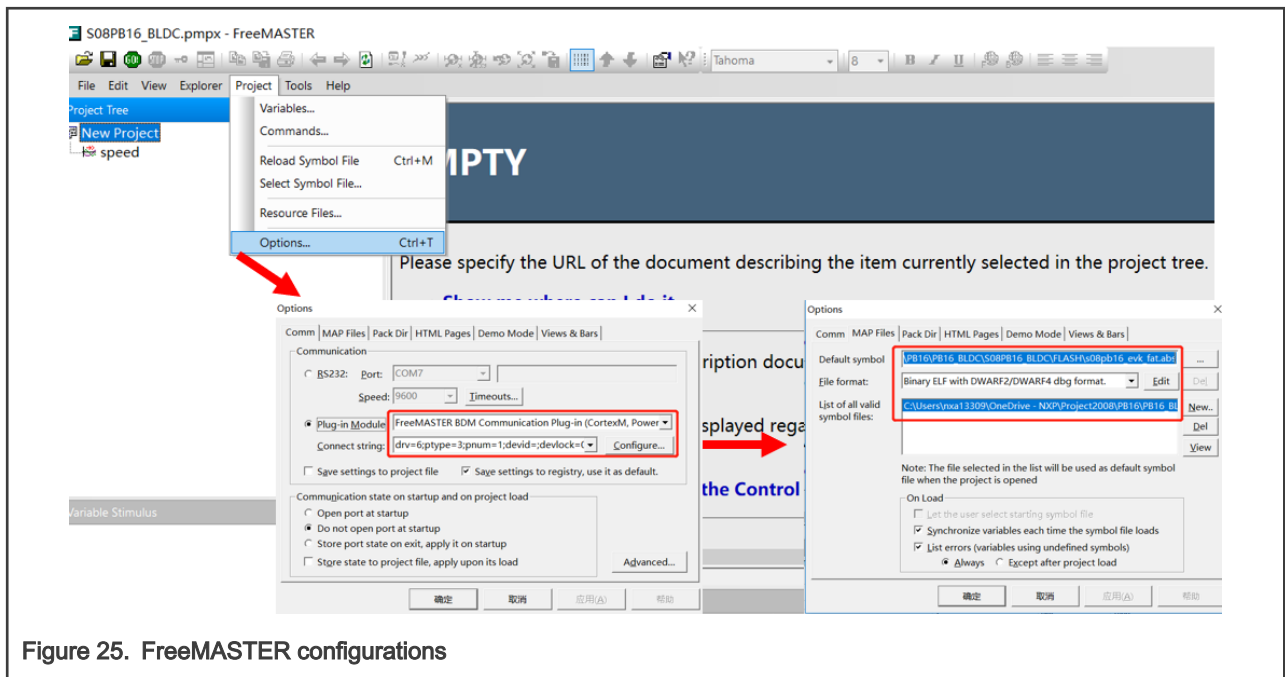 S08PB16_BLDC.pmpx - FreeMASTER
Tahoma 8 B I U
File Edit View Explorer Project Tools Help
Project Tree
New Project
speed
Variables...
Commands...
Reload Symbol File Ctrl+M
Select Symbol File...
Resource Files...
Options... Ctrl+T
MPTY
Please specify the URL of the document describing the item currently selected in the project tree.
Show me where can I do it
ription docu
splayed rega
the Control
Variable Stimulus
Options
Comm MAP Files Pack Dir HTML Pages Demo Mode Views & Bars
Communication
RS232: Port: COM7
Speed: 9600 Timeouts...
Plug-in Module FreeMASTER BDM Communication Plug-in (CortexM, Power
Connect string: drv=6;ptype=3;pnum=1;devid=;devlock=( Configure...
Save settings to project file Save settings to registry, use it as default.
Communication state on startup and on project load
Open port at startup
Do not open port at startup
Store port state on exit, apply it on startup
Store state to project file, apply upon its load Advanced...
确定 取消 应用(A) 帮助
Options
Comm MAP Files Pack Dir HTML Pages Demo Mode Views & Bars
Default symbol \PB16\PB16_BLDC\S08PB16_BLDC\FLASH\s08pb16_evk_fat.abs ...
File format: Binary ELF with DWARF2/DWARF4 dbg format. Edit Del
List of all valid symbol files: C:\Users\nxa13309\OneDrive - NXP\Project2008\PB16\PB16_BL New..
Del
View
Note: The file selected in the list will be used as default symbol
file when the project is opened
On Load
Let the user select starting symbol file
Synchronize variables each time the symbol file loads
List errors (variables using undefined symbols)
Always Except after project load
确定 取消 应用(A) 帮助
Figure 25. FreeMASTER configurations